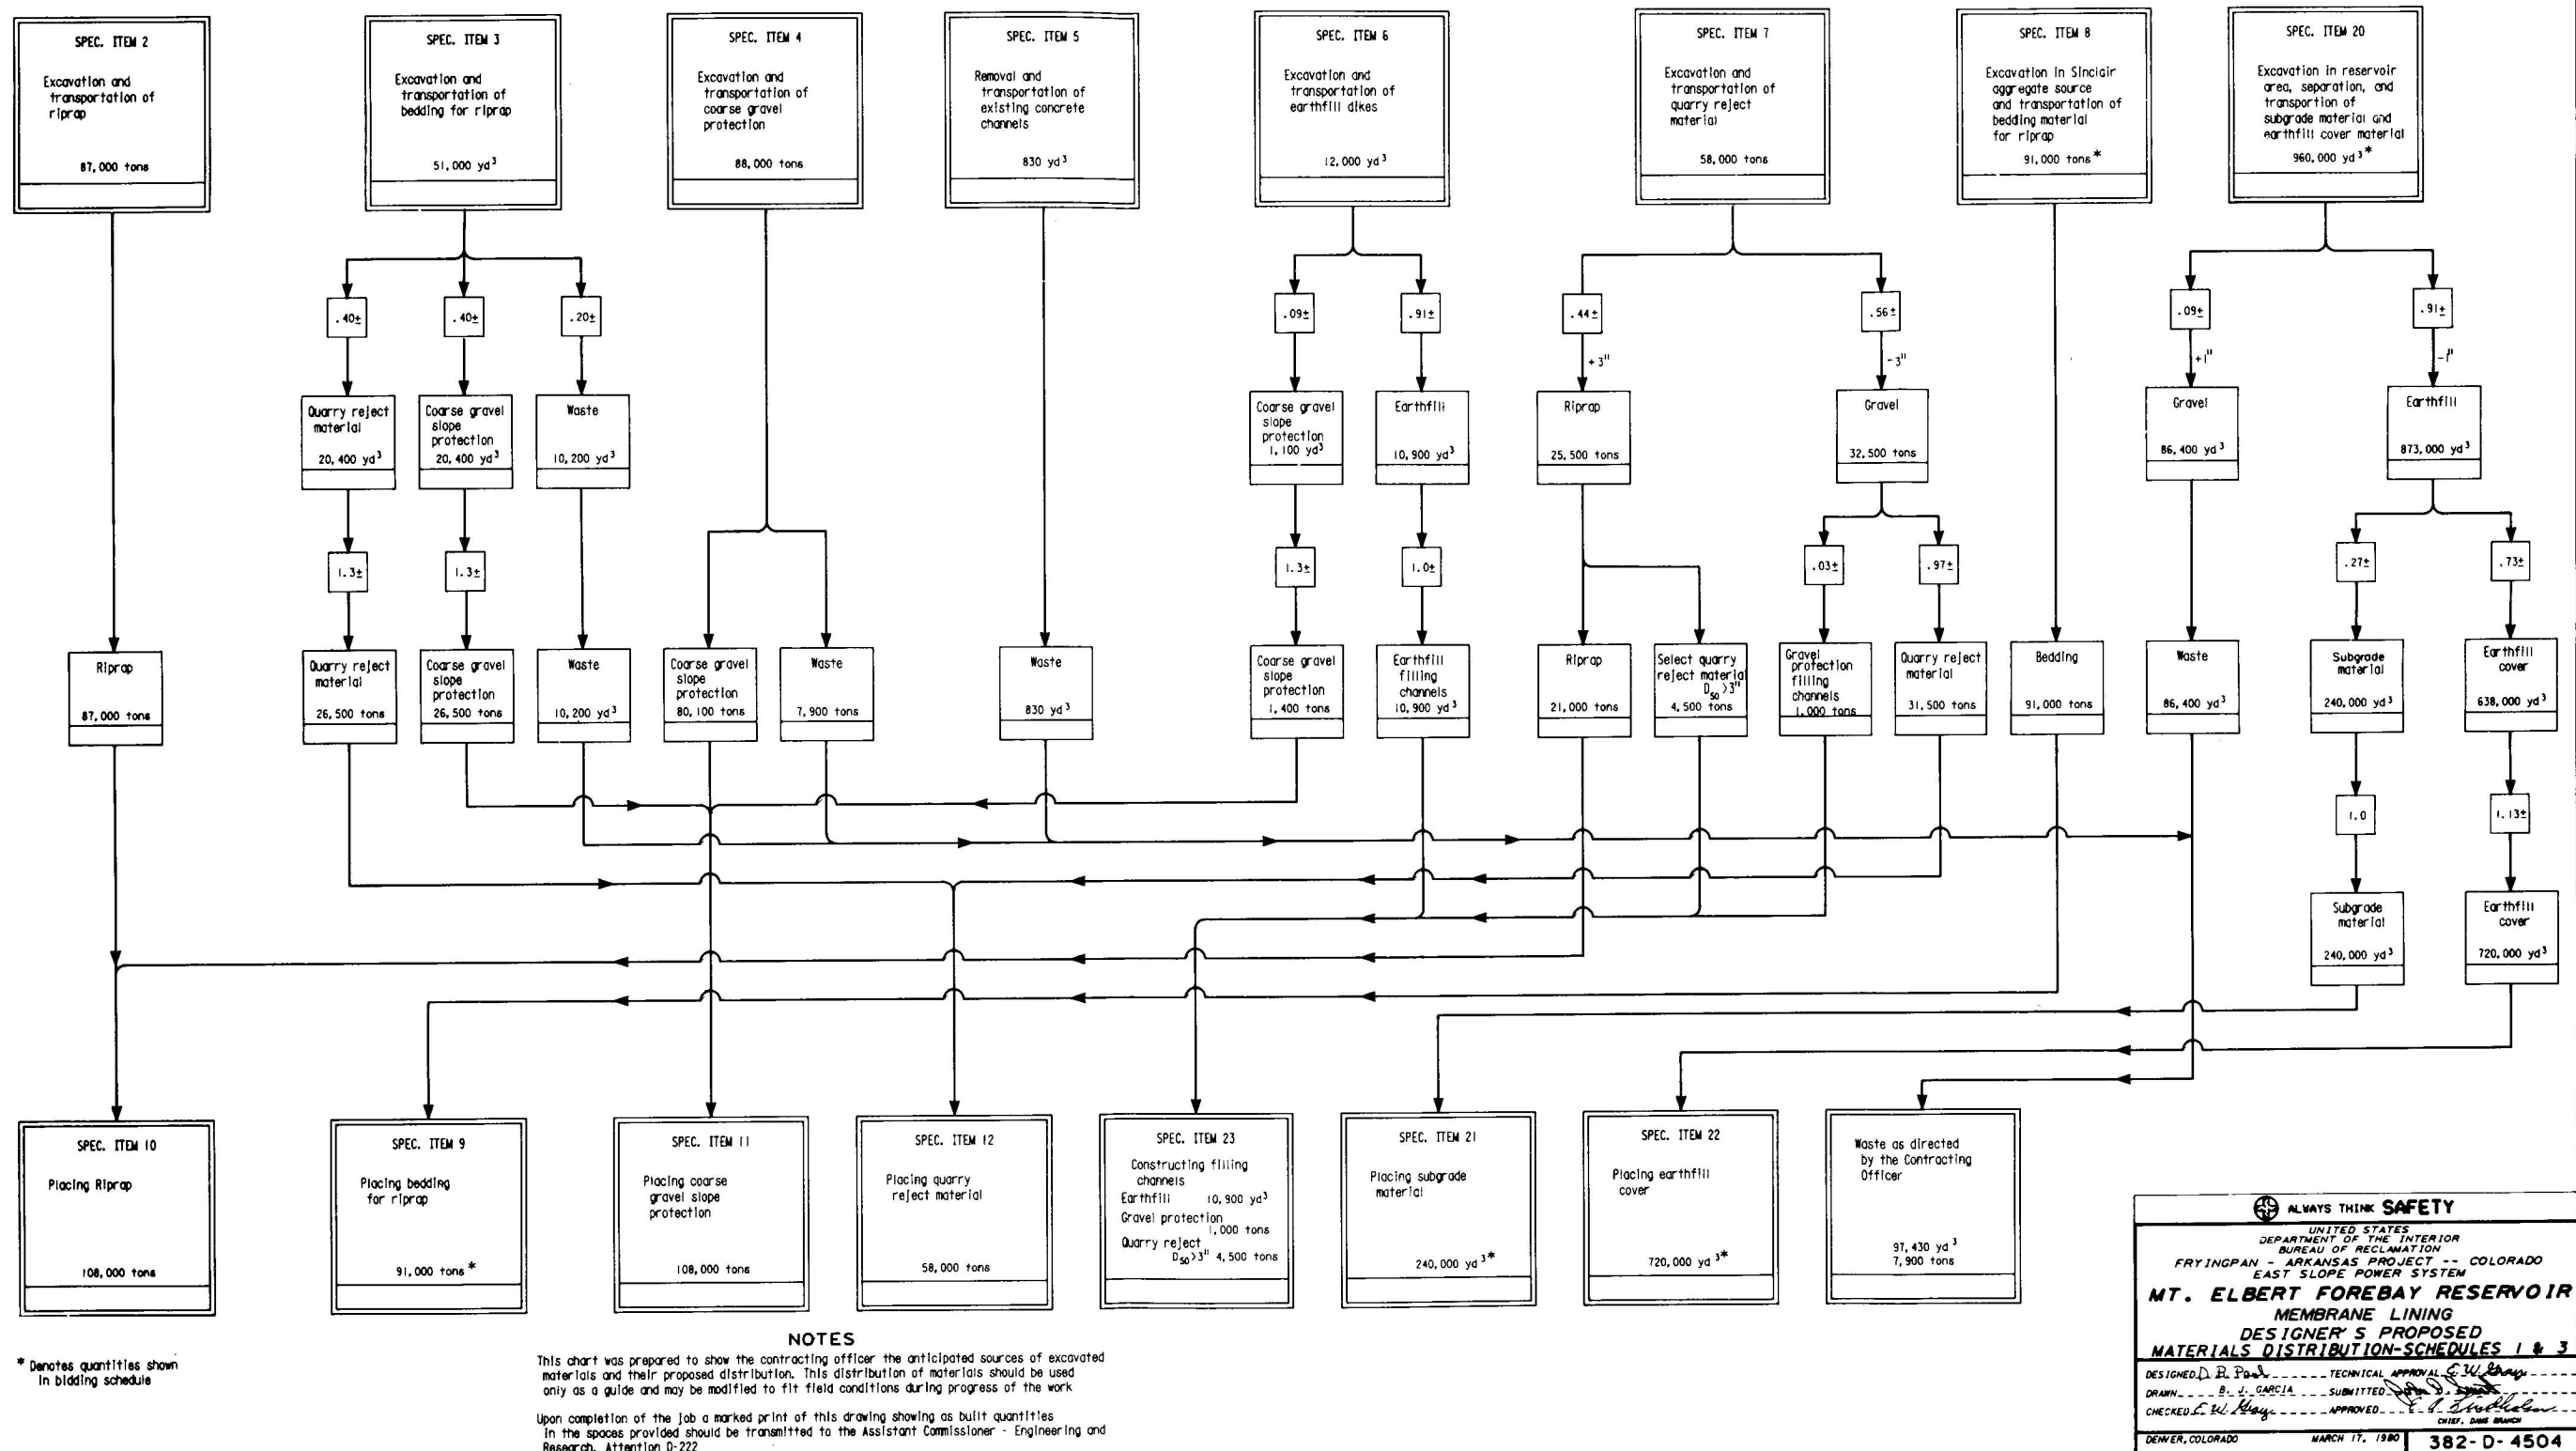 SPEC. ITEM 2
Excavation and
transportation of
riprap
87,000 tons
SPEC. ITEM 3
Excavation and
transportation of
bedding for riprap
51,000 yd³
SPEC. ITEM 4
Excavation and
transportation of
coarse gravel
protection
88,000 tons
SPEC. ITEM 5
Removal and
transportation of
existing concrete
channels
830 yd³
SPEC. ITEM 6
Excavation and
transportation of
earthfill dikes
12,000 yd³
SPEC. ITEM 7
Excavation and
transportation of
quarry reject
material
58,000 tons
SPEC. ITEM 8
Excavation in Sinclair
aggregate source
and transportation of
bedding material
for riprap
91,000 tons*
SPEC. ITEM 20
Excavation in reservoir
area, separation, and
transportion of
subgrade material and
earthfill cover material
960,000 yd³*
.40±
.40±
.20±
.09±
.91±
.44±
.56±
.09±
.91±
+3"
-3"
+1"
-1"
Quarry reject
material
20,400 yd³
Coarse gravel
slope
protection
20,400 yd³
Waste
10,200 yd³
Coarse gravel
slope
protection
1,100 yd³
Earthfill
10,900 yd³
Riprap
25,500 tons
Gravel
32,500 tons
Gravel
86,400 yd³
Earthfill
873,000 yd³
1.3±
1.3±
1.3±
1.0±
.03±
.97±
.27±
.73±
Riprap
87,000 tons
Quarry reject
material
26,500 tons
Coarse gravel
slope
protection
26,500 tons
Waste
10,200 yd³
Coarse gravel
slope
protection
80,100 tons
Waste
7,900 tons
Waste
830 yd³
Coarse gravel
slope
protection
1,400 tons
Earthfill
filling
channels
10,900 yd³
Riprap
21,000 tons
Select quarry
reject material
D50>3"
4,500 tons
Gravel
protection
filling
channels
1,000 tons
Quarry reject
material
31,500 tons
Bedding
91,000 tons
Waste
86,400 yd³
Subgrade
material
240,000 yd³
Earthfill
cover
638,000 yd³
1.0
1.13±
Subgrade
material
240,000 yd³
Earthfill
cover
720,000 yd³
SPEC. ITEM 10
Placing Riprap
108,000 tons
SPEC. ITEM 9
Placing bedding
for riprap
91,000 tons*
SPEC. ITEM 11
Placing coarse
gravel slope
protection
108,000 tons
SPEC. ITEM 12
Placing quarry
reject material
58,000 tons
SPEC. ITEM 23
Constructing filling
channels
Earthfill 10,900 yd³
Gravel protection
1,000 tons
Quarry reject
D50>3" 4,500 tons
SPEC. ITEM 21
Placing subgrade
material
240,000 yd³*
SPEC. ITEM 22
Placing earthfill
cover
720,000 yd³*
Waste as directed
by the Contracting
Officer
97,430 yd³
7,900 tons
* Denotes quantities shown
in bidding schedule
NOTES
This chart was prepared to show the contracting officer the anticipated sources of excavated
materials and their proposed distribution. This distribution of materials should be used
only as a guide and may be modified to fit field conditions during progress of the work
Upon completion of the job a marked print of this drawing showing as built quantities
in the spaces provided should be transmitted to the Assistant Commissioner - Engineering and
Research, Attention D-222
ALWAYS THINK SAFETY
UNITED STATES
DEPARTMENT OF THE INTERIOR
BUREAU OF RECLAMATION
FRYINGPAN - ARKANSAS PROJECT -- COLORADO
EAST SLOPE POWER SYSTEM
MT. ELBERT FOREBAY RESERVOIR
MEMBRANE LINING
DESIGNER'S PROPOSED
MATERIALS DISTRIBUTION-SCHEDULES 1 & 3
DESIGNED D. B. Paul TECHNICAL APPROVAL E. W. Gray
DRAWN B. J. GARCIA SUBMITTED
CHECKED E. W. Gray APPROVED
CHIEF, DAMS BRANCH
DENVER, COLORADO MARCH 17, 1980 382-D-4504